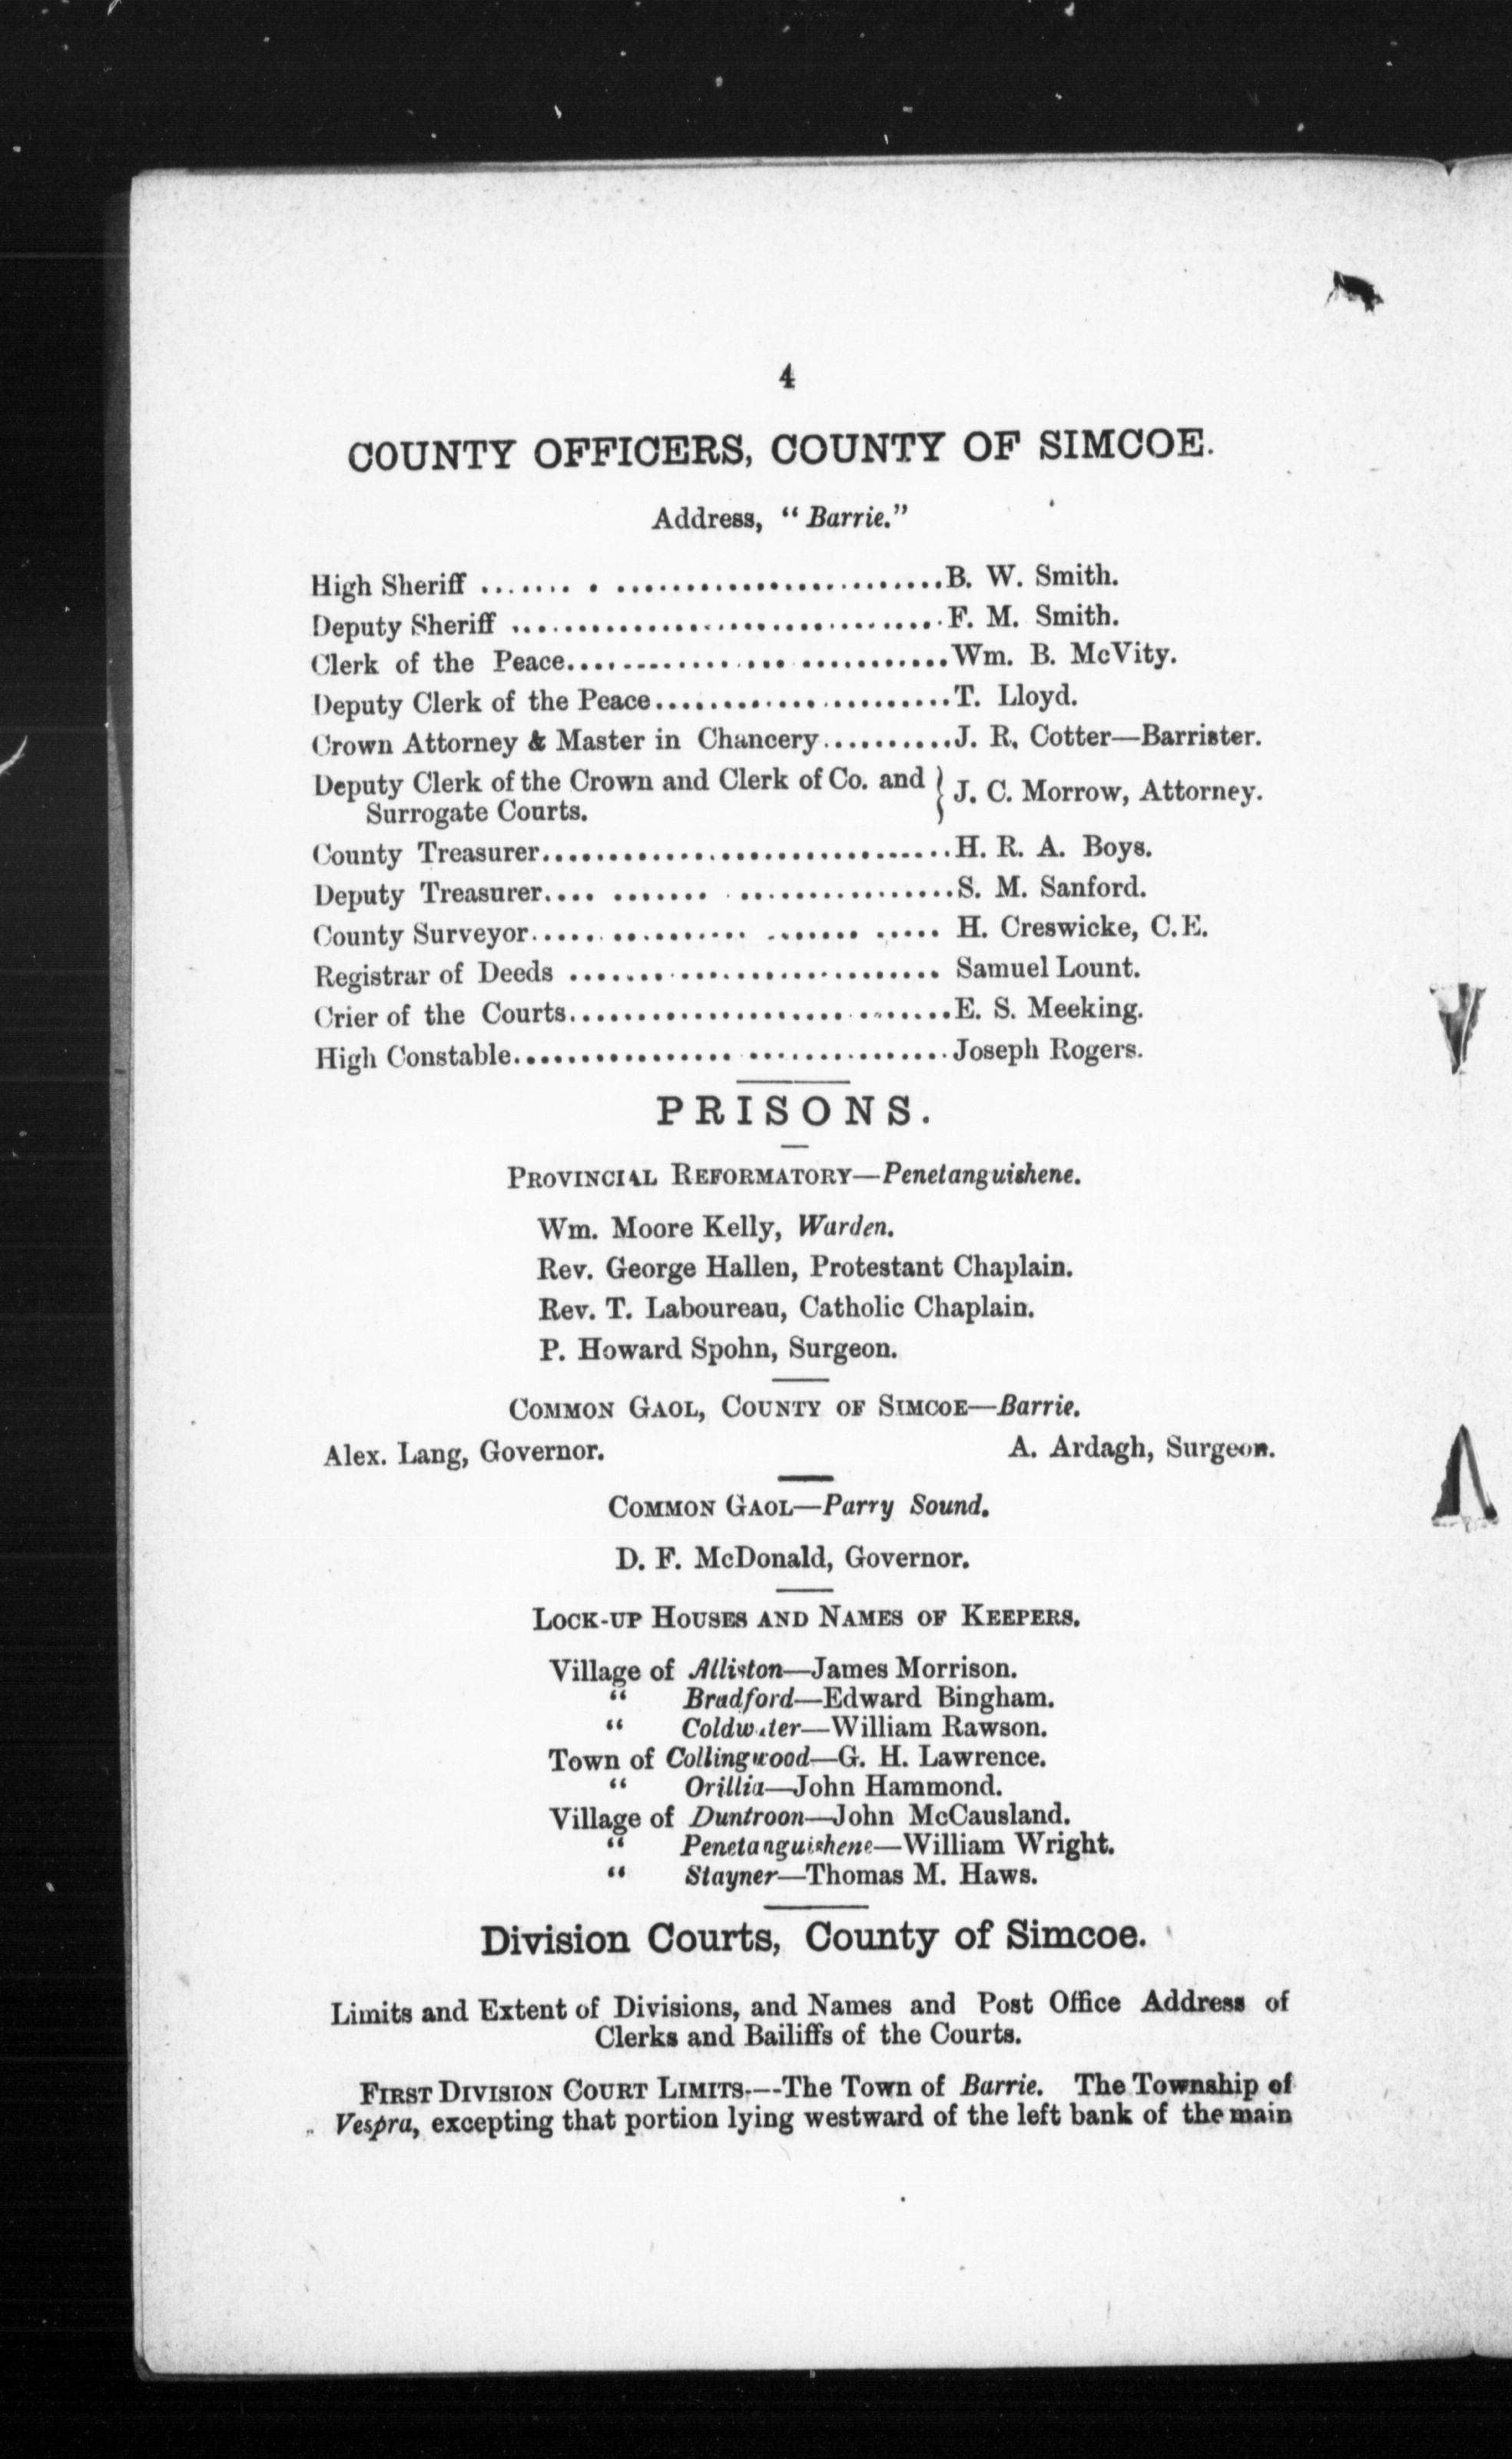 4
COUNTY OFFICERS, COUNTY OF SIMCOE.
Address, "Barrie."
High Sheriff ....... . ........................B. W. Smith.
Deputy Sheriff ................................F. M. Smith.
Clerk of the Peace............................Wm. B. McVity.
Deputy Clerk of the Peace......................T. Lloyd.
Crown Attorney & Master in Chancery..........J. R. Cotter—Barrister.
Deputy Clerk of the Crown and Clerk of Co. and } J. C. Morrow, Attorney.
Surrogate Courts.
County Treasurer..............................H. R. A. Boys.
Deputy Treasurer.... ....... .................S. M. Sanford.
County Surveyor..... .......... ....... ..... H. Creswicke, C.E.
Registrar of Deeds ............................ Samuel Lount.
Crier of the Courts............................E. S. Meeking.
High Constable................ ...............Joseph Rogers.
PRISONS.
PROVINCIAL REFORMATORY—Penetanguishene.
Wm. Moore Kelly, Warden.
Rev. George Hallen, Protestant Chaplain.
Rev. T. Laboureau, Catholic Chaplain.
P. Howard Spohn, Surgeon.
COMMON GAOL, COUNTY OF SIMCOE—Barrie.
Alex. Lang, Governor. A. Ardagh, Surgeon.
COMMON GAOL—Parry Sound.
D. F. McDonald, Governor.
LOCK-UP HOUSES AND NAMES OF KEEPERS.
Village of Alliston—James Morrison.
" Bradford—Edward Bingham.
" Coldwater—William Rawson.
Town of Collingwood—G. H. Lawrence.
" Orillia—John Hammond.
Village of Duntroon—John McCausland.
" Penetanguishene—William Wright.
" Stayner—Thomas M. Haws.
Division Courts, County of Simcoe.
Limits and Extent of Divisions, and Names and Post Office Address of
Clerks and Bailiffs of the Courts.
FIRST DIVISION COURT LIMITS.—-The Town of Barrie. The Township of
Vespra, excepting that portion lying westward of the left bank of the main